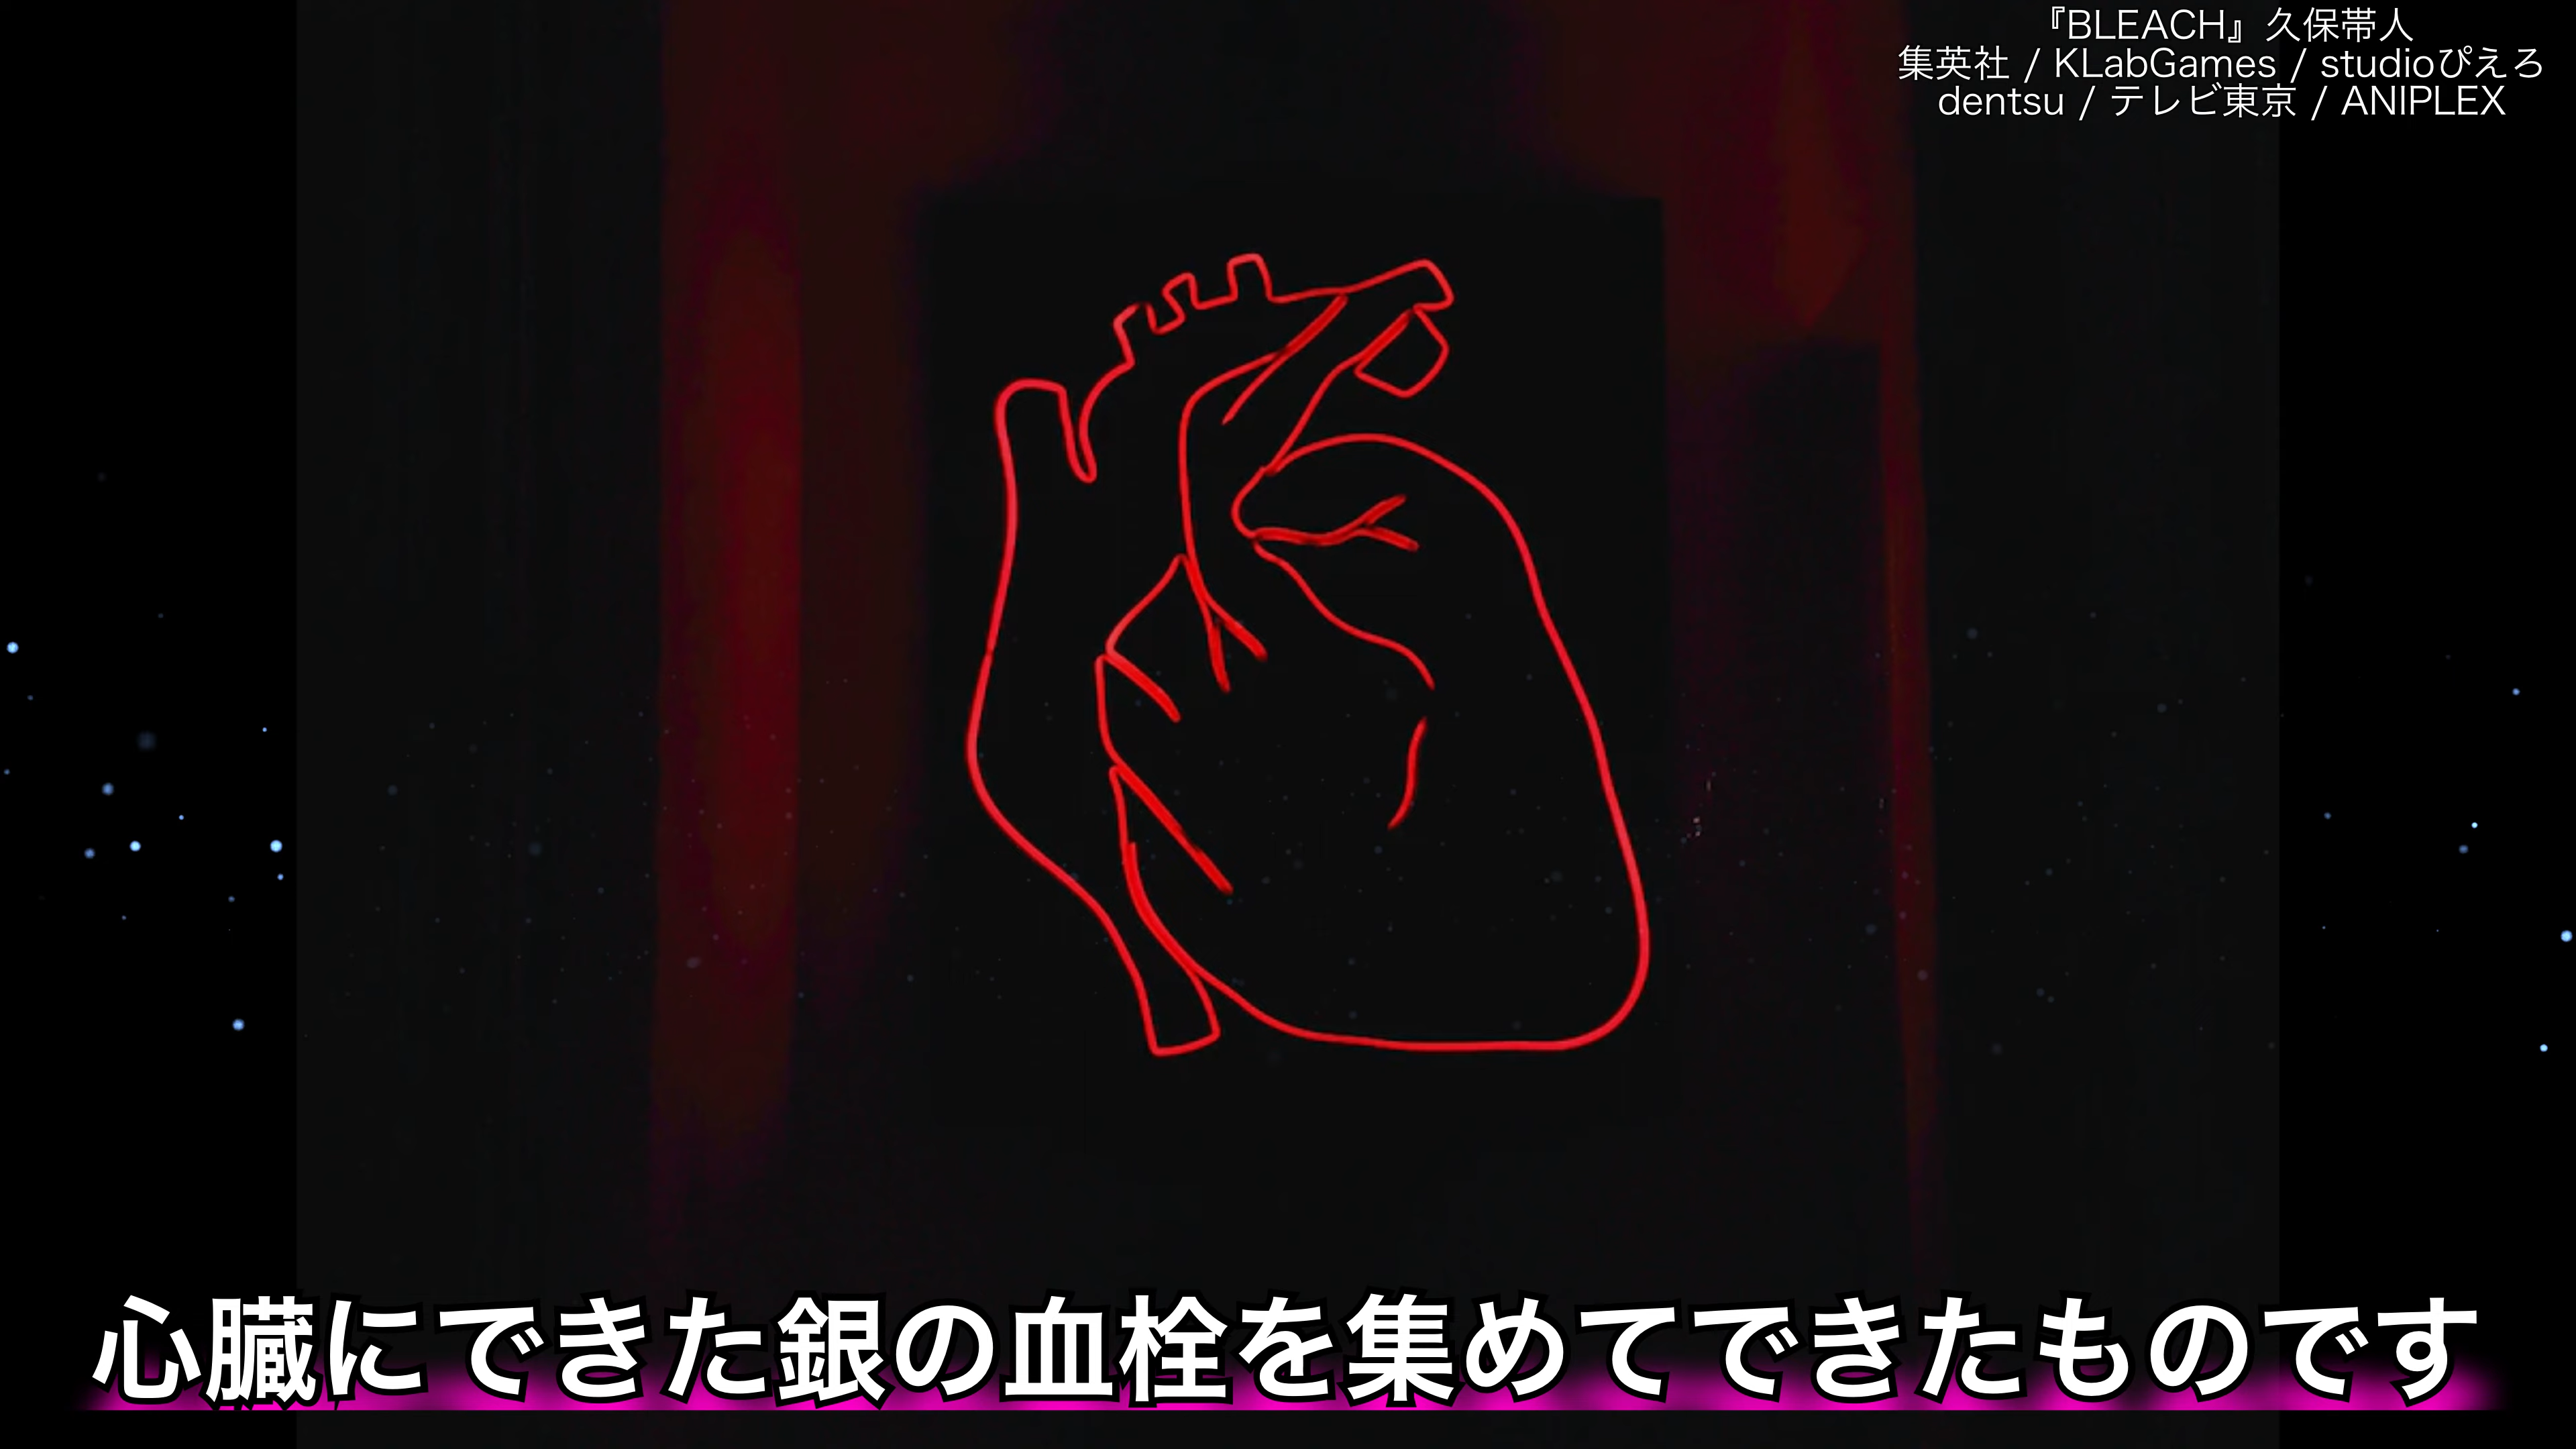 『BLEACH』久保帯人
集英社 / KLabGames / studioぴえろ
dentsu / テレビ東京 / ANIPLEX
心臓にできた銀の血栓を集めてできたものです